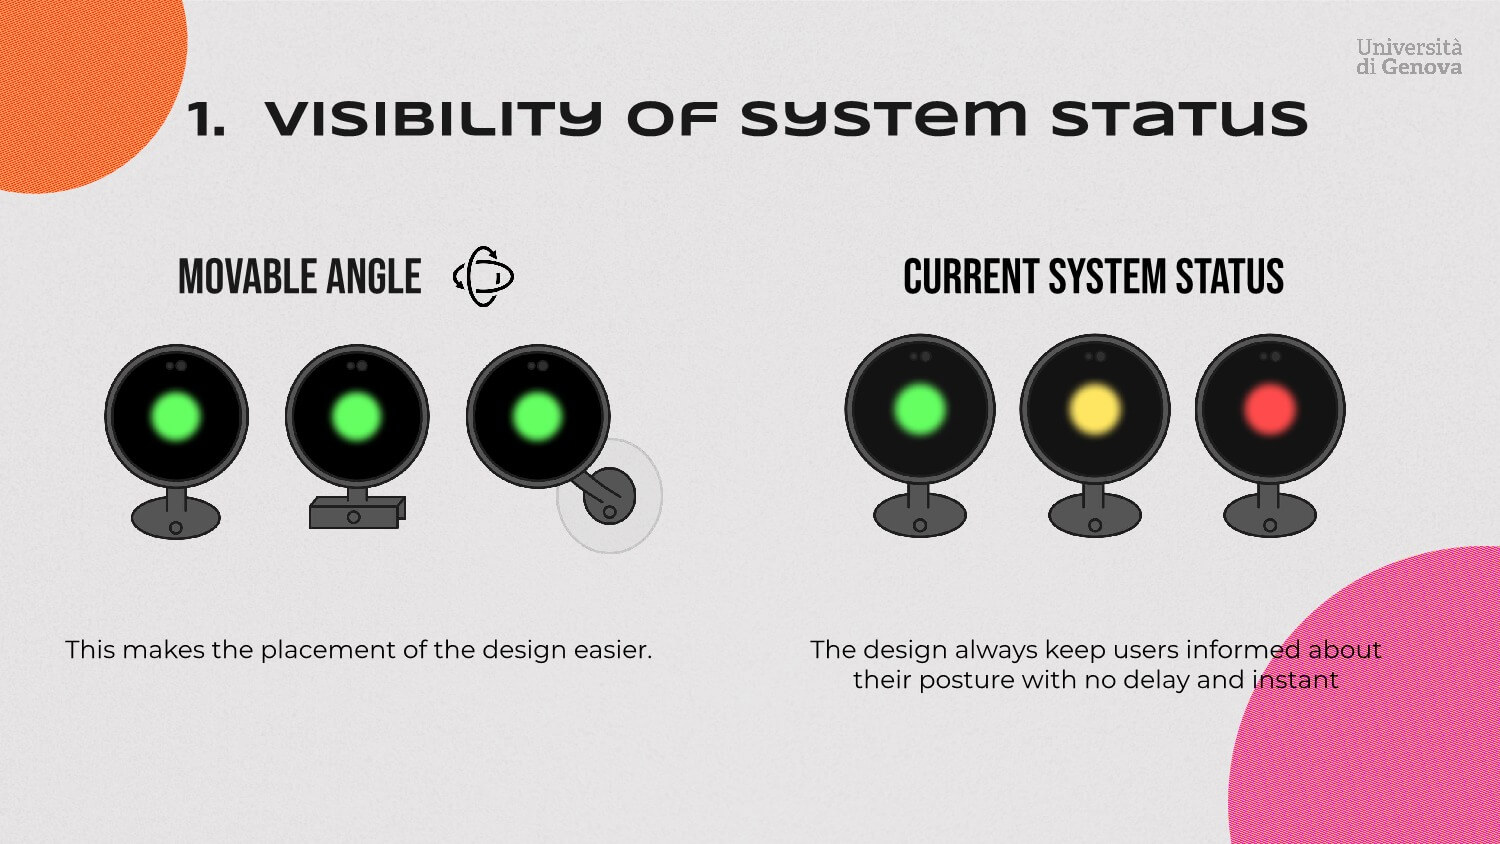 Università
di Genova
1. Visibility of System Status
MOVABLE ANGLE
CURRENT SYSTEM STATUS
This makes the placement of the design easier.
The design always keep users informed about
their posture with no delay and instant